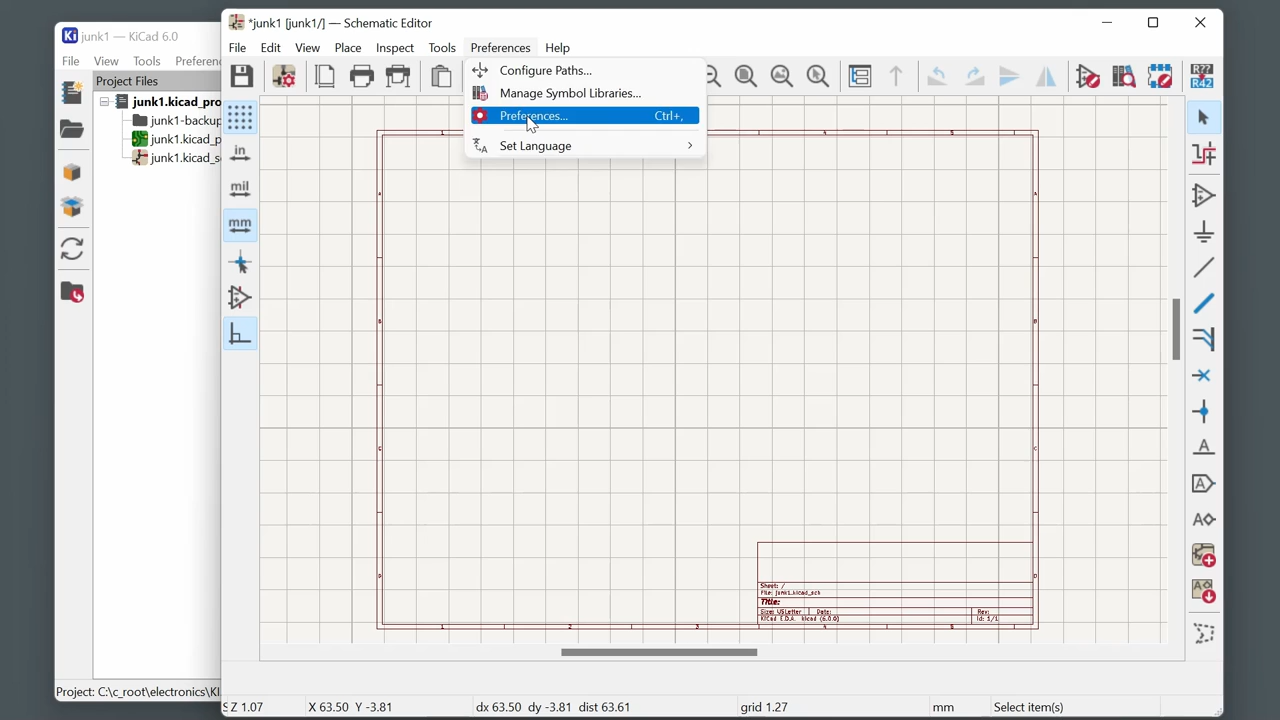 *junk1 [junk1/] — Schematic Editor
junk1 — KiCad 6.0
File Edit View Place Inspect Tools Preferences Help
File View Tools Preferenc
Project Files
junk1.kicad_pro
junk1-backup
junk1.kicad_p
junk1.kicad_s
Configure Paths...
Manage Symbol Libraries...
Preferences... Ctrl+,
Set Language
in
mil
mm
R??
R42
Sheet: /
File: junk1.kicad_sch
Title:
Size: USLetter Date: Rev:
KiCad E.D.A. kicad (6.0.0) Id: 1/1
Project: C:\c_root\electronics\KI
Z 1.07 X 63.50 Y -3.81 dx 63.50 dy -3.81 dist 63.61 grid 1.27 mm Select item(s)